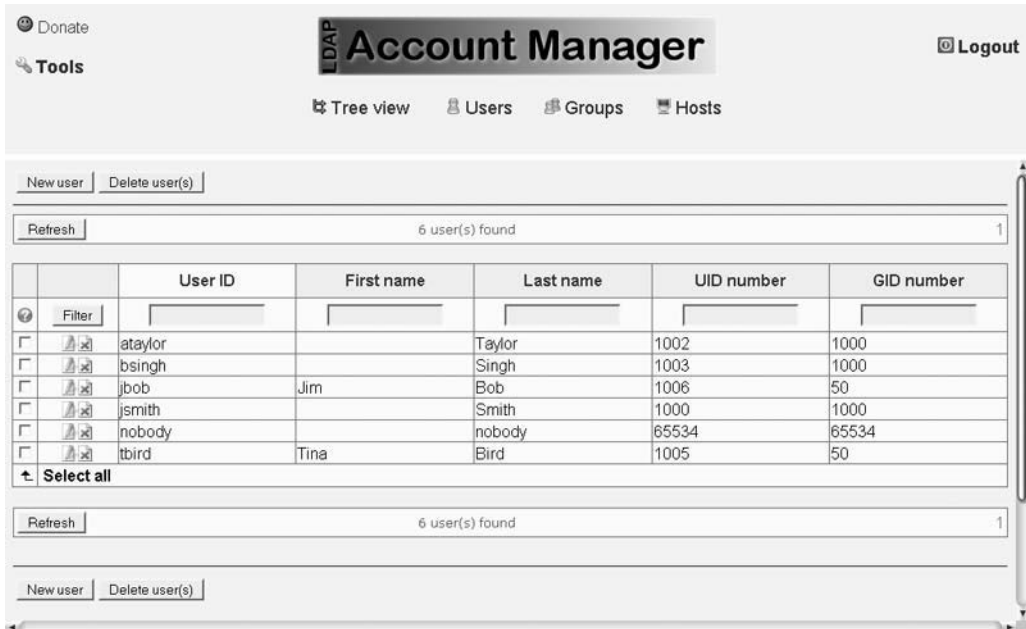 Donate
Tools
LDAP Account Manager
Logout
Tree view Users Groups Hosts
New user Delete user(s)
Refresh 6 user(s) found 1
User ID First name Last name UID number GID number
Filter
ataylor Taylor 1002 1000
bsingh Singh 1003 1000
jbob Jim Bob 1006 50
jsmith Smith 1000 1000
nobody nobody 65534 65534
tbird Tina Bird 1005 50
Select all
Refresh 6 user(s) found 1
New user Delete user(s)